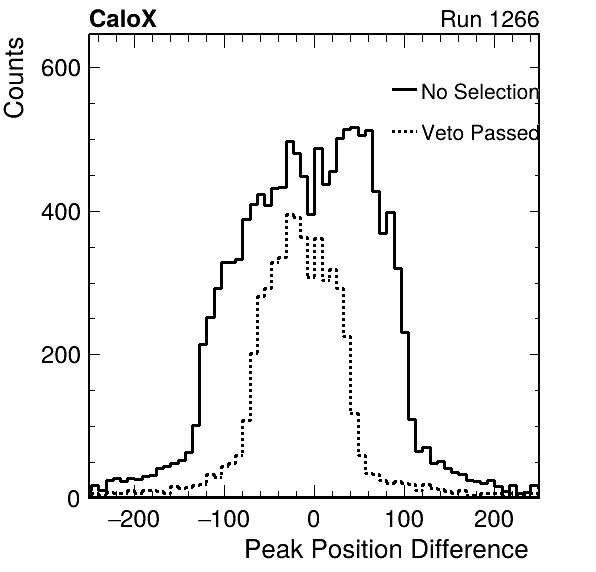 CaloX Run 1266
Counts
600
400
200
0
No Selection
Veto Passed
−200 −100 0 100 200
Peak Position Difference